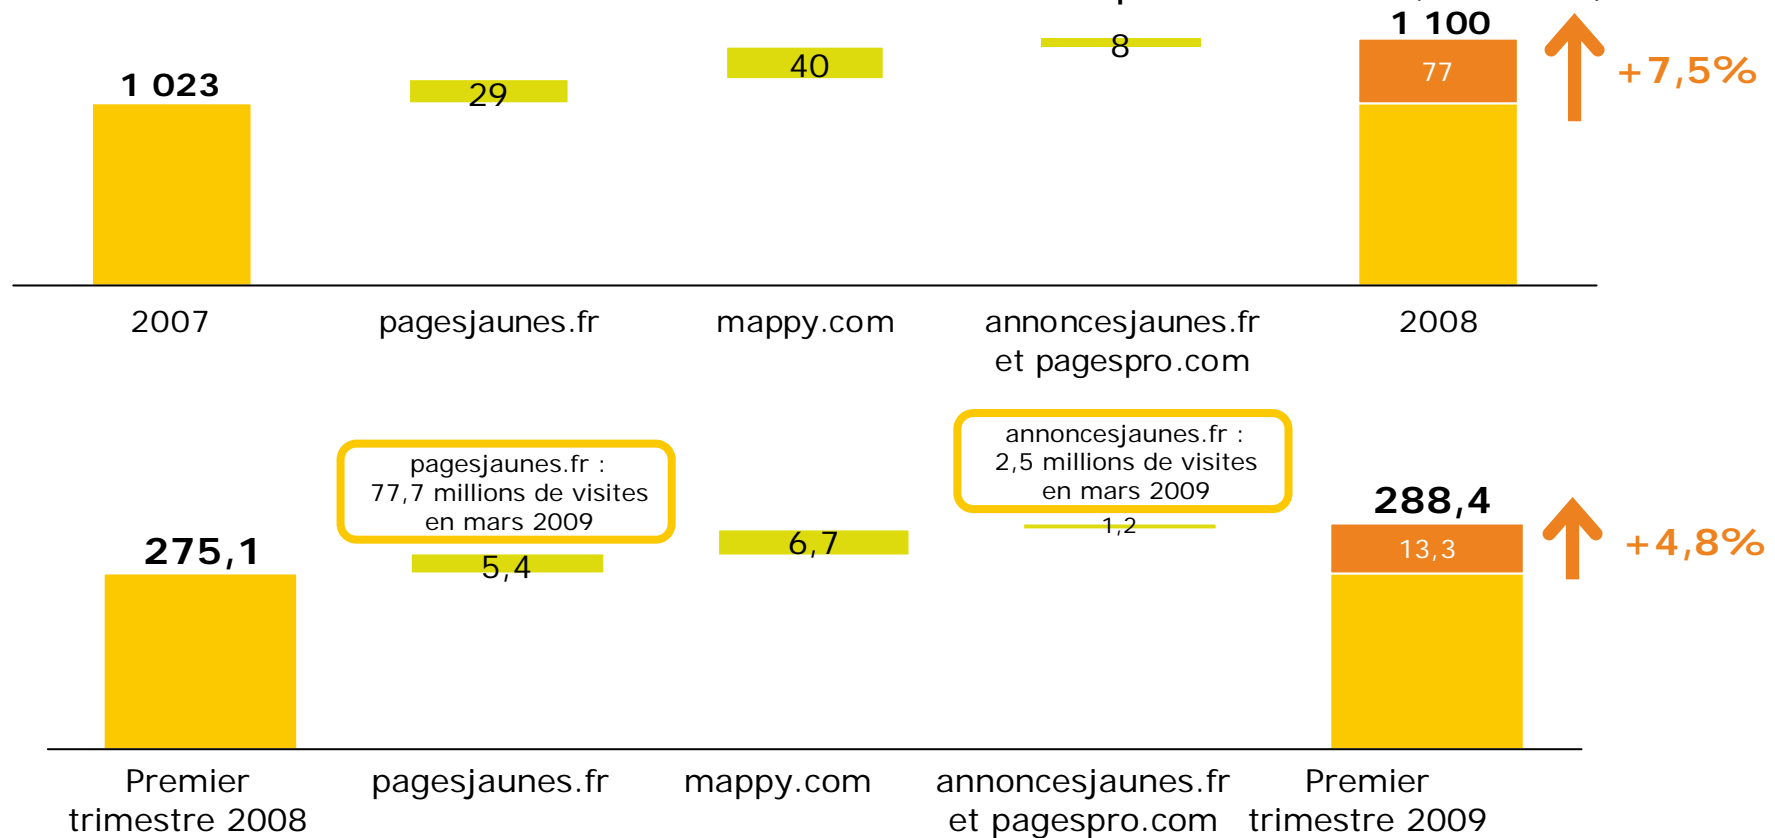 1 100
8
1 023
40
77
+7,5%
29
2007 pagesjaunes.fr mappy.com annoncesjaunes.fr 2008
et pagespro.com
annoncesjaunes.fr :
2,5 millions de visites
en mars 2009
pagesjaunes.fr :
77,7 millions de visites
en mars 2009
288,4
1,2
275,1
6,7
13,3
+4,8%
5,4
Premier pagesjaunes.fr mappy.com annoncesjaunes.fr Premier
trimestre 2008 et pagespro.com trimestre 2009